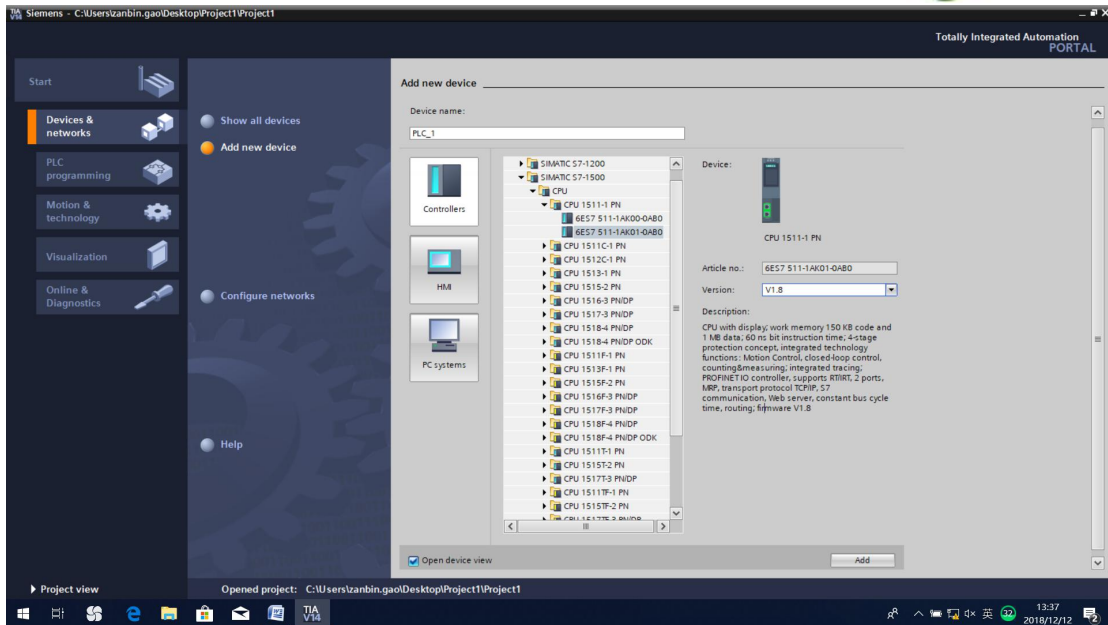 TIA
V14
Siemens - C:\Users\zanbin.gao\Desktop\Project1\Project1
Totally Integrated Automation
PORTAL
Start
Devices &
networks
PLC
programming
Motion &
technology
Visualization
Online &
Diagnostics
Show all devices
Add new device
Configure networks
Help
Add new device
Device name:
PLC_1
Controllers
HMI
PC systems
SIMATIC S7-1200
SIMATIC S7-1500
CPU
CPU 1511-1 PN
6ES7 511-1AK00-0AB0
6ES7 511-1AK01-0AB0
CPU 1511C-1 PN
CPU 1512C-1 PN
CPU 1513-1 PN
CPU 1515-2 PN
CPU 1516-3 PN/DP
CPU 1517-3 PN/DP
CPU 1518-4 PN/DP
CPU 1518-4 PN/DP ODK
CPU 1511F-1 PN
CPU 1513F-1 PN
CPU 1515F-2 PN
CPU 1516F-3 PN/DP
CPU 1517F-3 PN/DP
CPU 1518F-4 PN/DP
CPU 1518F-4 PN/DP ODK
CPU 1511T-1 PN
CPU 1515T-2 PN
CPU 1517T-3 PN/DP
CPU 1511TF-1 PN
CPU 1515TF-2 PN
CPU 1517TF-3 PN/DP
Device:
CPU 1511-1 PN
Article no.:
6ES7 511-1AK01-0AB0
Version:
V1.8
Description:
CPU with display; work memory 150 KB code and
1 MB data; 60 ns bit instruction time; 4-stage
protection concept, integrated technology
functions: Motion Control, closed-loop control,
counting&measuring; integrated tracing;
PROFINET IO controller, supports RT/IRT, 2 ports,
MRP, transport protocol TCP/IP, S7
communication, Web server, constant bus cycle
time, routing; firmware V1.8
Open device view
Add
Project view
Opened project: C:\Users\zanbin.gao\Desktop\Project1\Project1
TIA
V14
英
32
13:37
2018/12/12
2